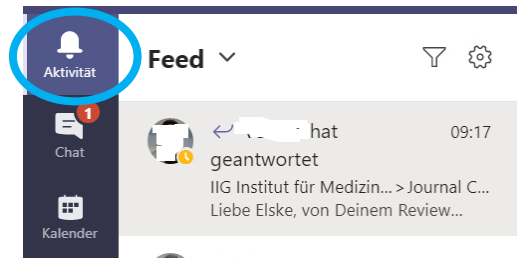 Aktivität
Feed
1
Chat
Kalender
hat 09:17
geantwortet
IIG Institut für Medizin... > Journal C...
Liebe Elske, von Deinem Review...